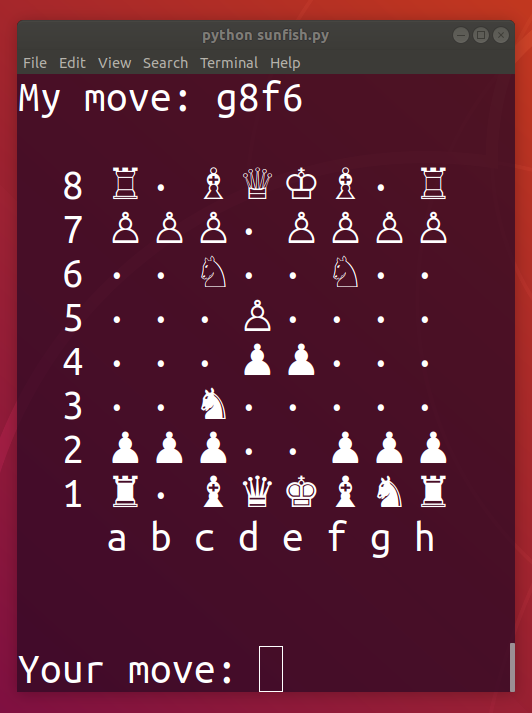 python sunfish.py
File Edit View Search Terminal Help
My move: g8f6
8 ♖ · ♗ ♕ ♔ ♗ · ♖
7 ♙ ♙ ♙ · ♙ ♙ ♙ ♙
6 · · ♘ · · ♘ · ·
5 · · · ♙ · · · ·
4 · · · ♟ ♟ · · ·
3 · · ♞ · · · · ·
2 ♟ ♟ ♟ · · ♟ ♟ ♟
1 ♜ · ♝ ♛ ♚ ♝ ♞ ♜
a b c d e f g h
Your move: